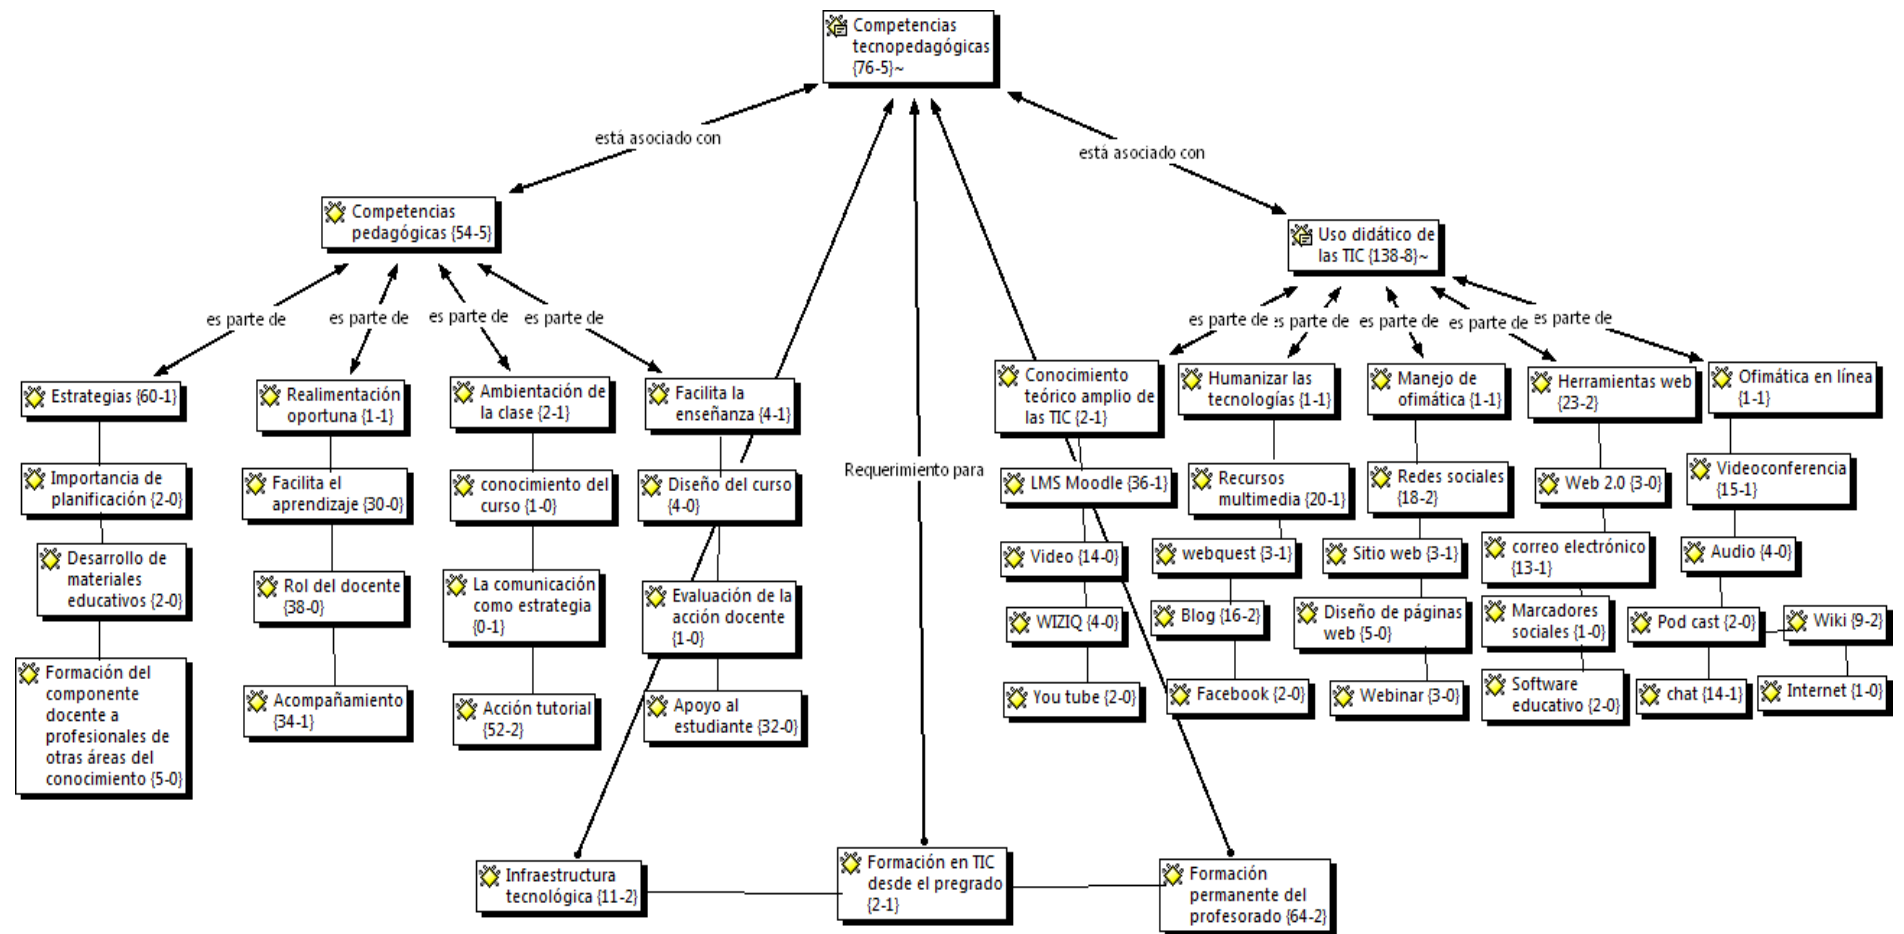 Competencias
tecnopedagógicas
{76-5}~
está asociado con
está asociado con
Competencias
pedagógicas {54-5}
Uso didático de
las TIC {138-8}~
es parte de
es parte de
es parte de
es parte de
es parte de
es parte de
es parte de
es parte de
es parte de
Estrategias {60-1}
Realimentación
oportuna {1-1}
Ambientación de
la clase {2-1}
Facilita la
enseñanza {4-1}
Conocimiento
teórico amplio de
las TIC {2-1}
Humanizar las
tecnologías {1-1}
Manejo de
ofimática {1-1}
Herramientas web
{23-2}
Ofimática en línea
{1-1}
Importancia de
planificación {2-0}
Facilita el
aprendizaje {30-0}
conocimiento del
curso {1-0}
Diseño del curso
{4-0}
Requerimiento para
LMS Moodle {36-1}
Recursos
multimedia {20-1}
Redes sociales
{18-2}
Web 2.0 {3-0}
Videoconferencia
{15-1}
Desarrollo de
materiales
educativos {2-0}
Rol del docente
{38-0}
La comunicación
como estrategia
{0-1}
Evaluación de la
acción docente
{1-0}
Video {14-0}
webquest {3-1}
Sitio web {3-1}
correo electrónico
{13-1}
Audio {4-0}
WIZIQ {4-0}
Blog {16-2}
Diseño de páginas
web {5-0}
Marcadores
sociales {1-0}
Pod cast {2-0}
Wiki {9-2}
Formación del
componente
docente a
profesionales de
otras áreas del
conocimiento {5-0}
Acompañamiento
{34-1}
Acción tutorial
{52-2}
Apoyo al
estudiante {32-0}
You tube {2-0}
Facebook {2-0}
Webinar {3-0}
Software
educativo {2-0}
chat {14-1}
Internet {1-0}
Infraestructura
tecnológica {11-2}
Formación en TIC
desde el pregrado
{2-1}
Formación
permanente del
profesorado {64-2}